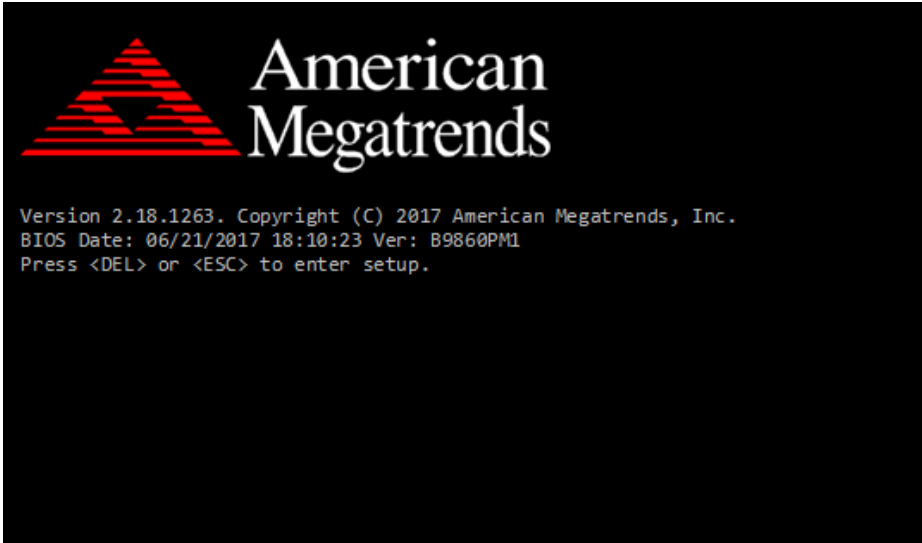 American
Megatrends
Version 2.18.1263. Copyright (C) 2017 American Megatrends, Inc.
BIOS Date: 06/21/2017 18:10:23 Ver: B9860PM1
Press <DEL> or <ESC> to enter setup.